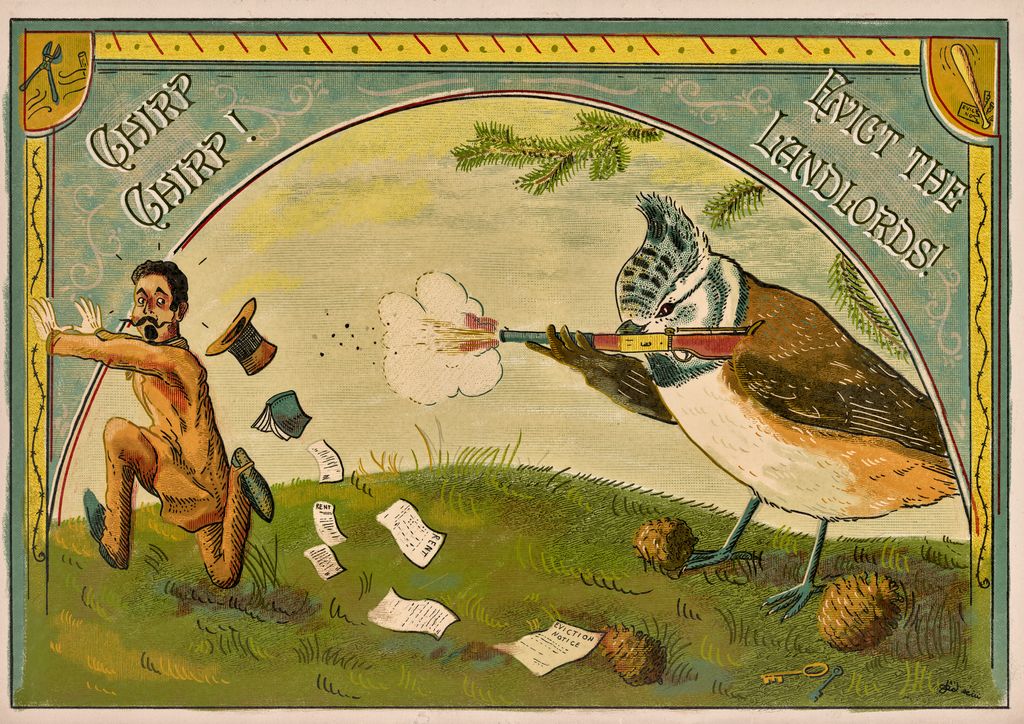 CHIRP
CHIRP !
EVICT THE
LANDLORDS!
RENT
RENT
EVICTION
NOTICE